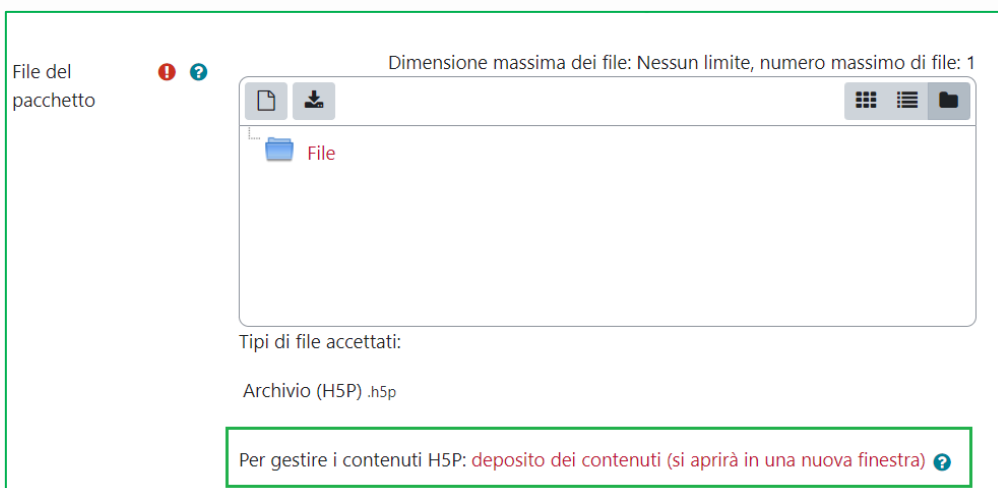 Dimensione massima dei file: Nessun limite, numero massimo di file: 1
File del
pacchetto
File
Tipi di file accettati:
Archivio (H5P) .h5p
Per gestire i contenuti H5P: deposito dei contenuti (si aprirà in una nuova finestra)